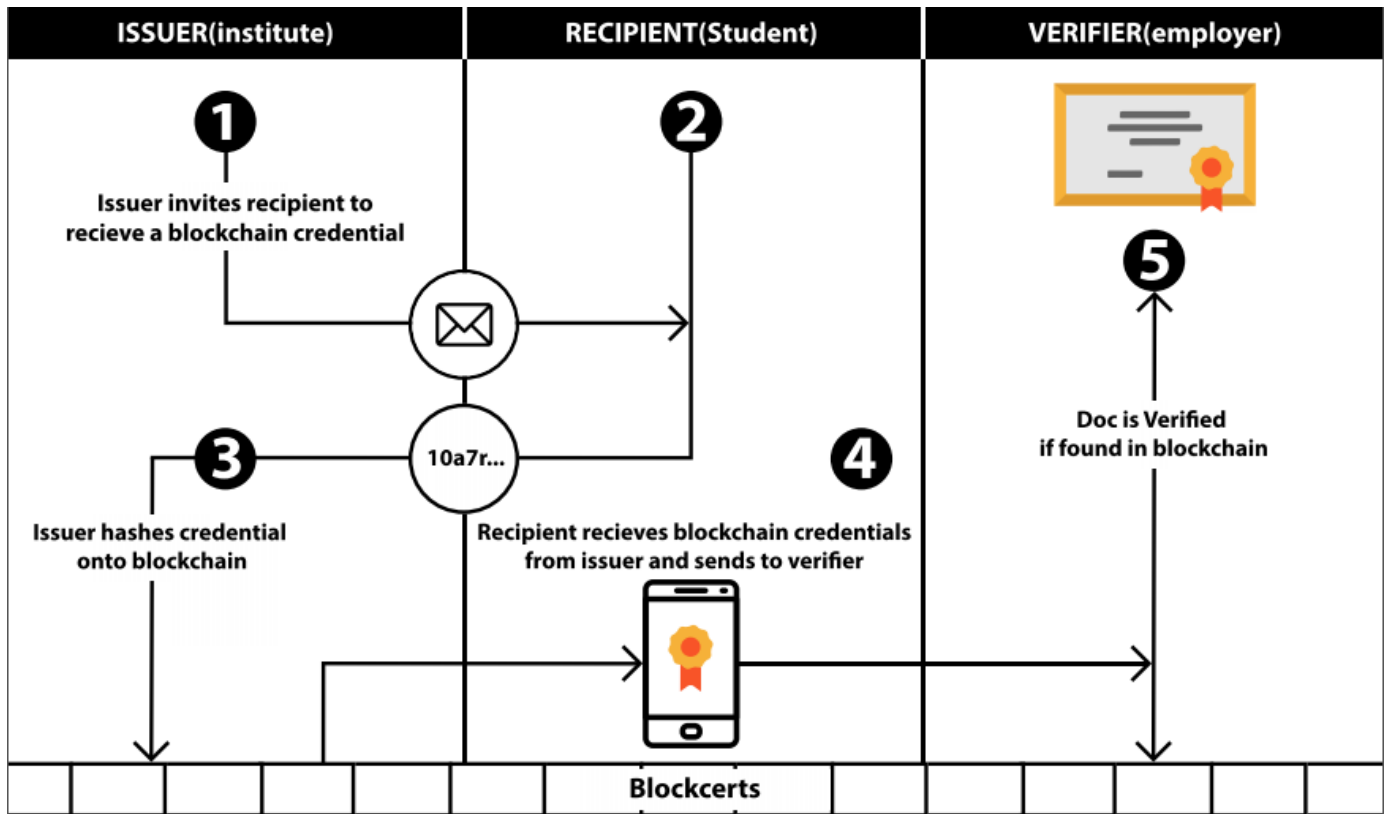 ISSUER(institute)
RECIPIENT(Student)
VERIFIER(employer)
1
Issuer invites recipient to
recieve a blockchain credential
2
10a7r...
3
Issuer hashes credential
onto blockchain
4
Recipient recieves blockchain credentials
from issuer and sends to verifier
5
Doc is Verified
if found in blockchain
Blockcerts